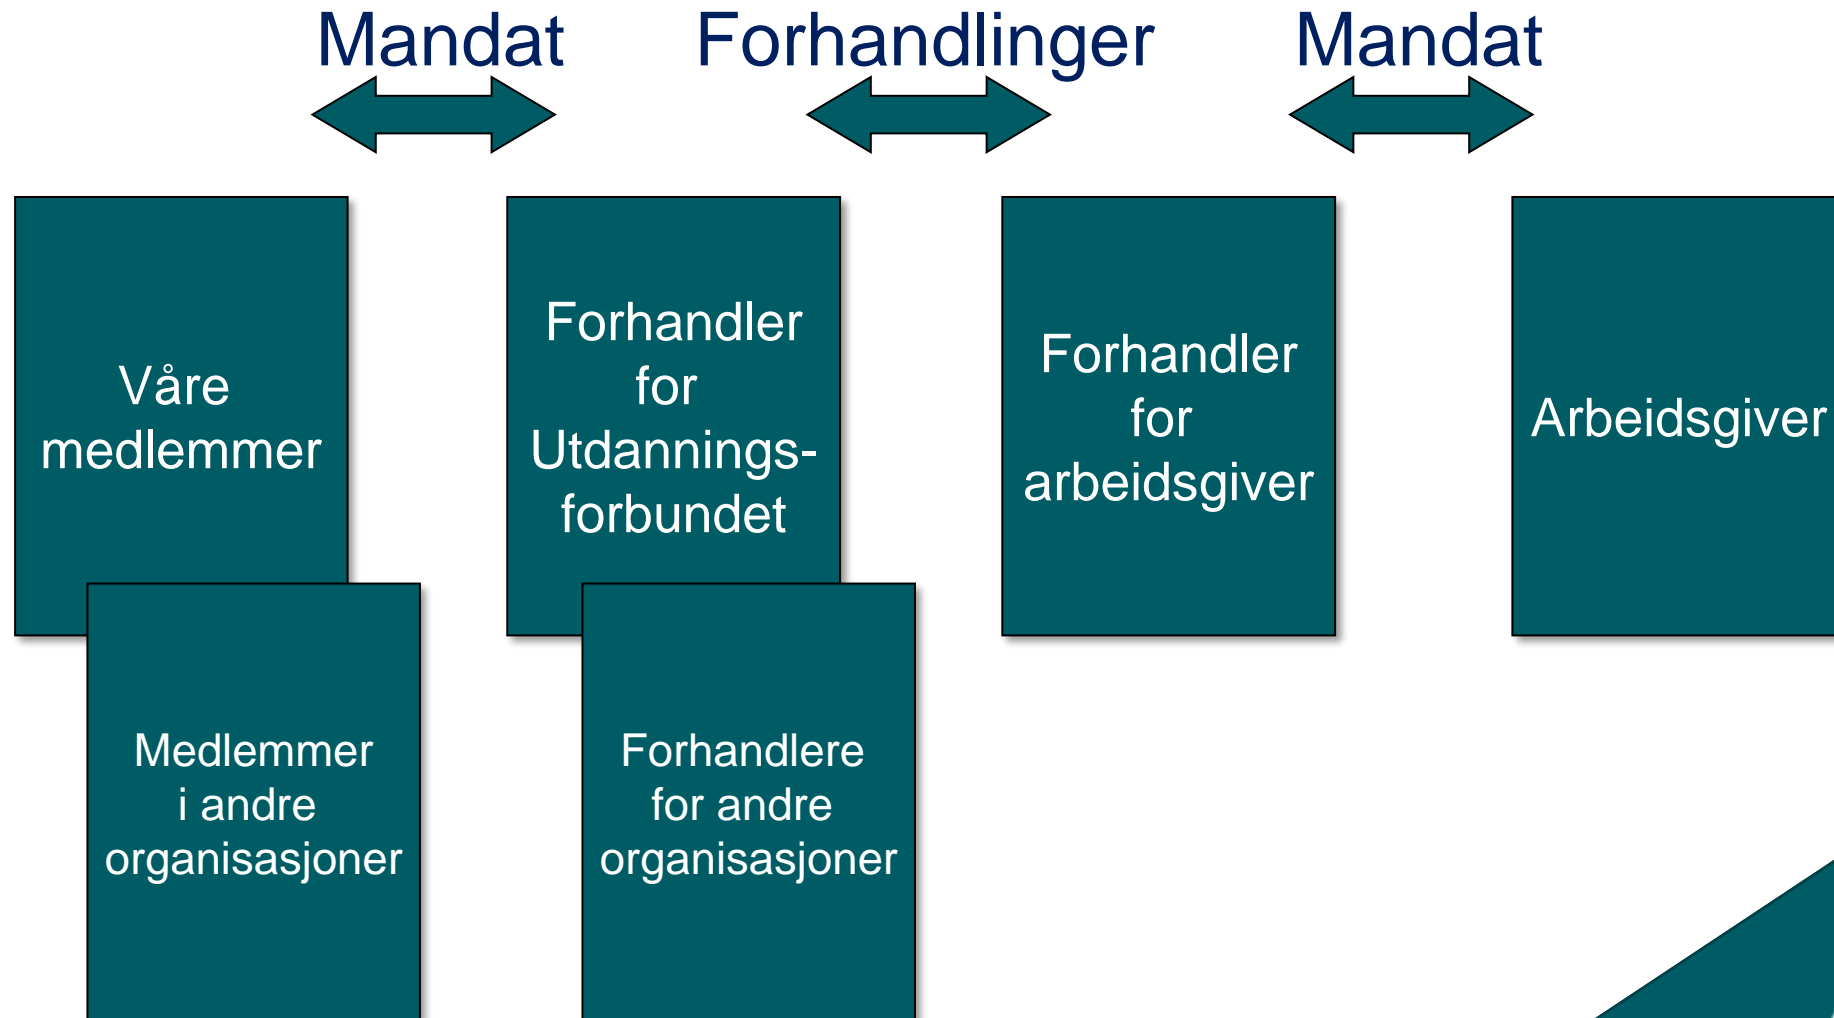 Mandat
Forhandlinger
Mandat
Våre
medlemmer
Forhandler
for
Utdannings-
forbundet
Forhandler
for
arbeidsgiver
Arbeidsgiver
Medlemmer
i andre
organisasjoner
Forhandlere
for andre
organisasjoner